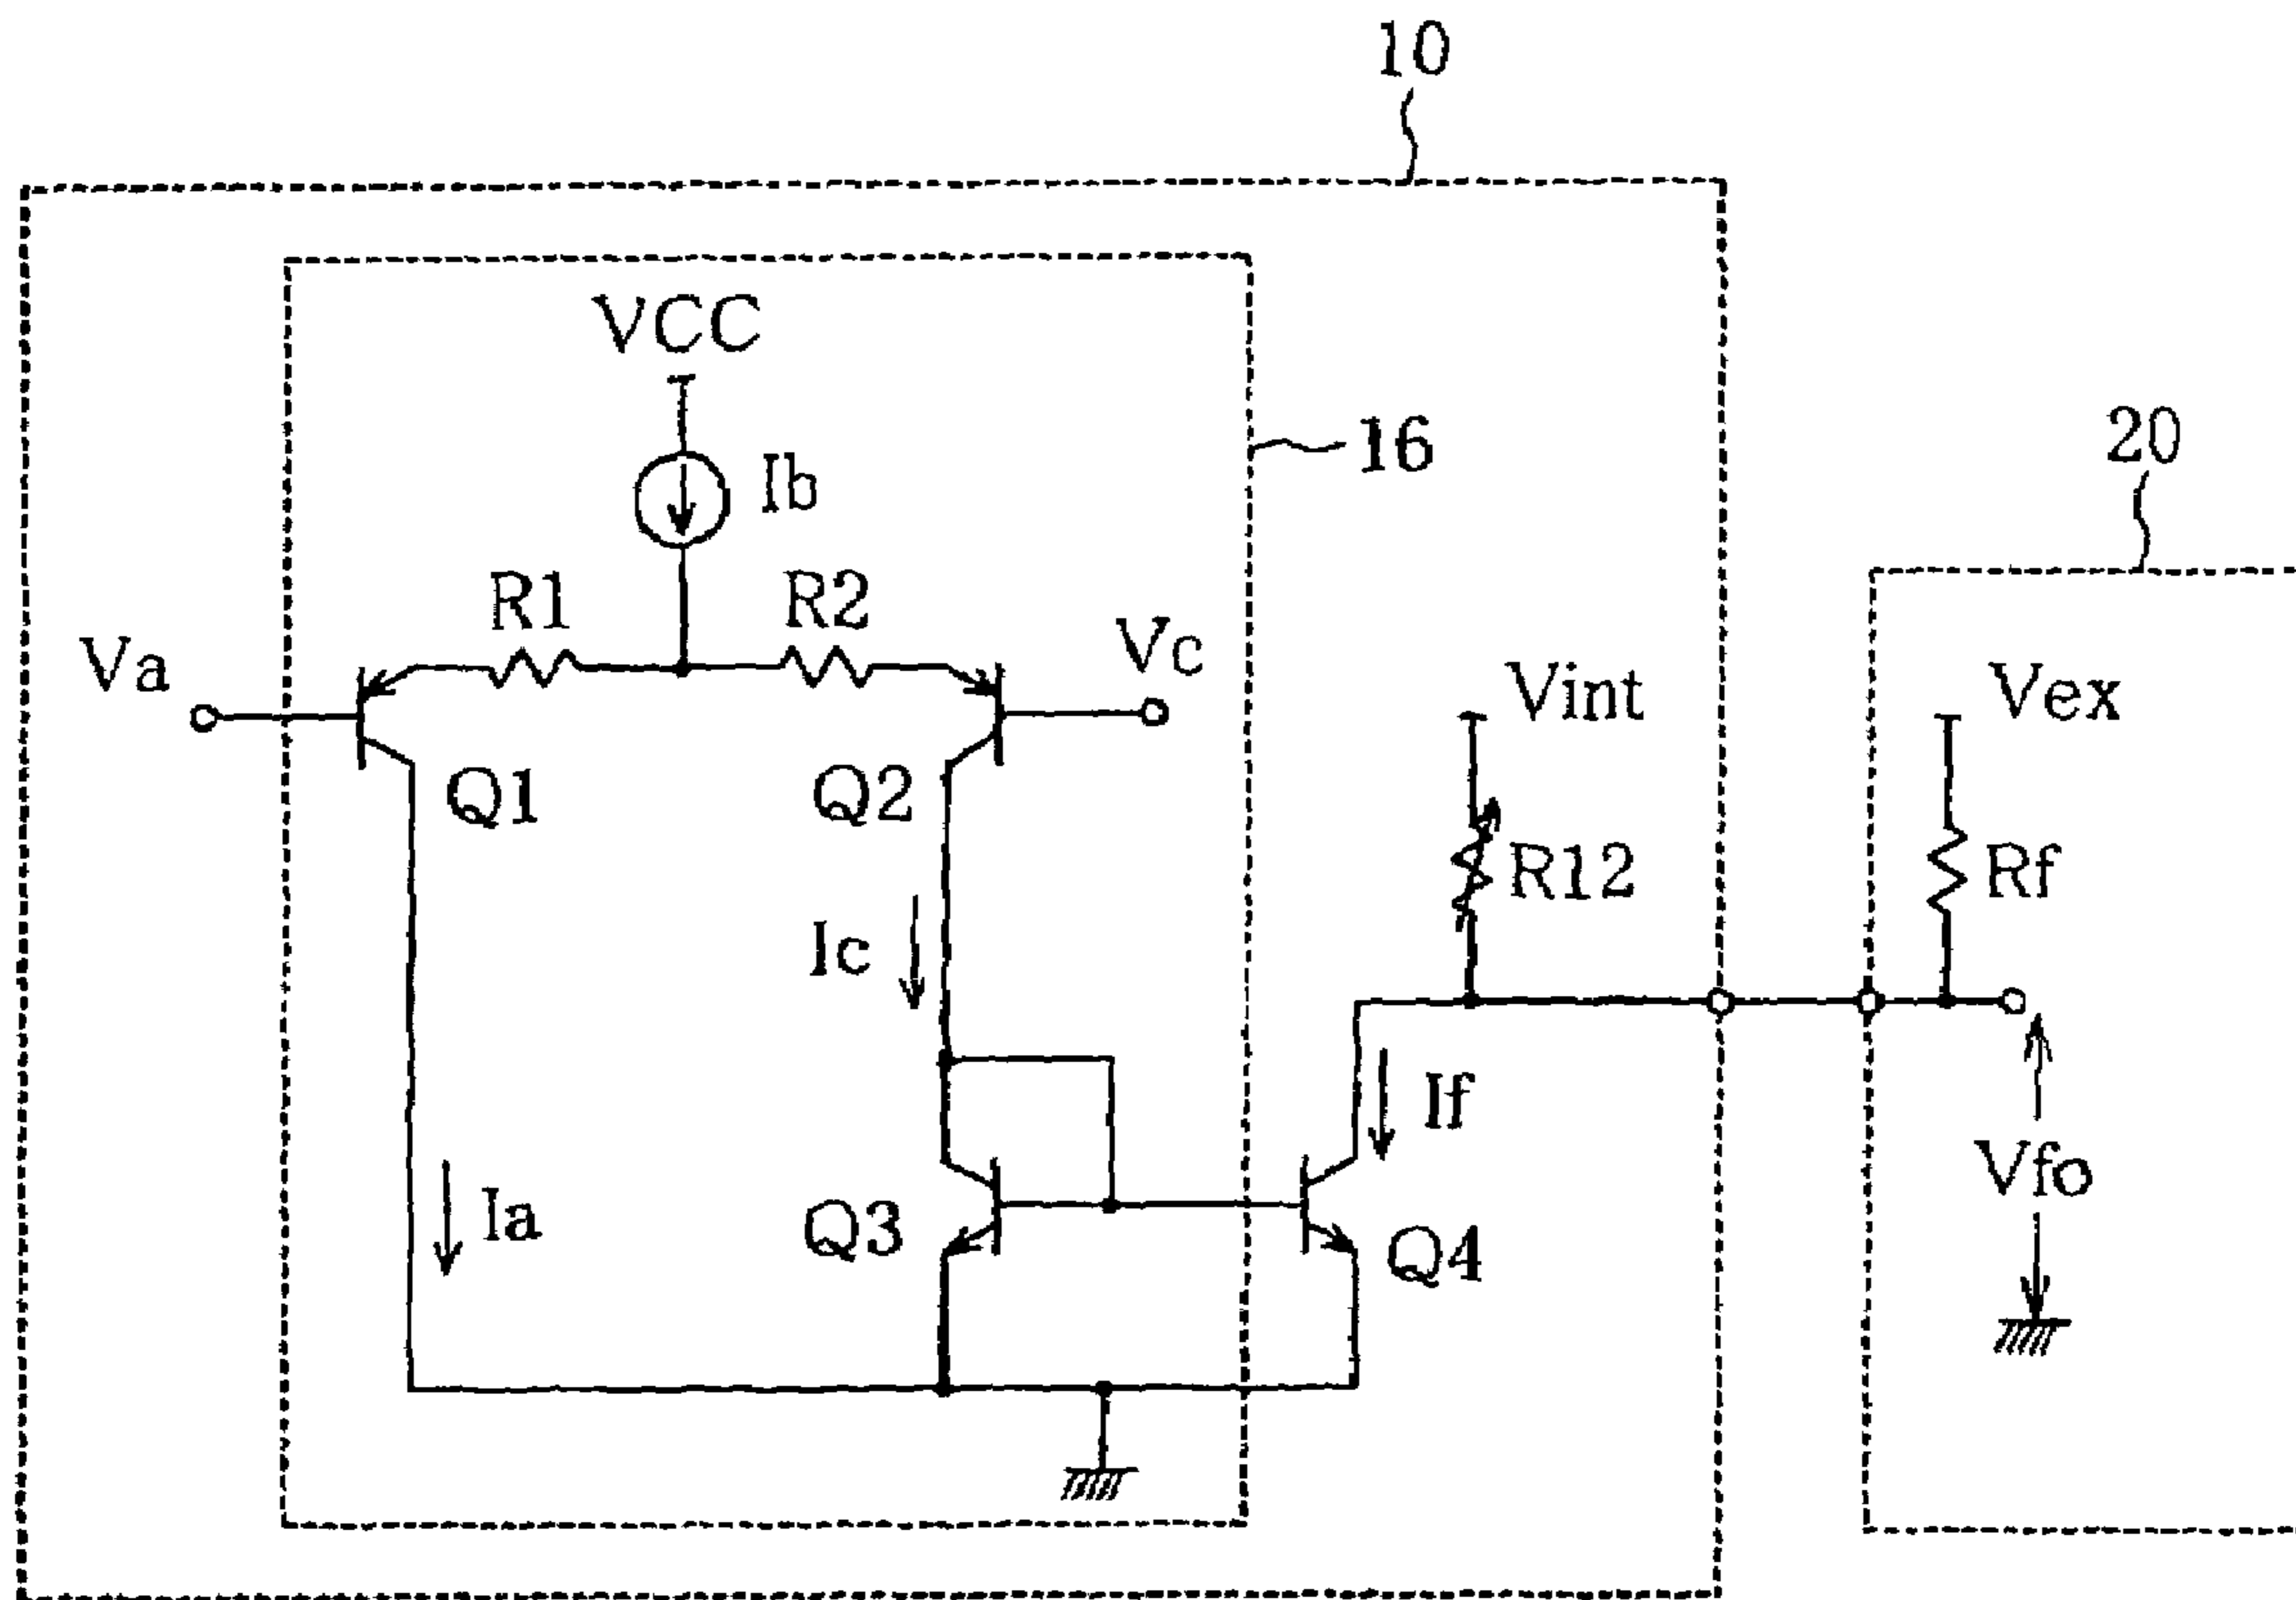 10
VCC
16
Ib
20
R1
R2
Va
Vc
Vint
Vex
Q1
Q2
R12
Rf
Ic
If
Ia
Q3
Q4
Vfo